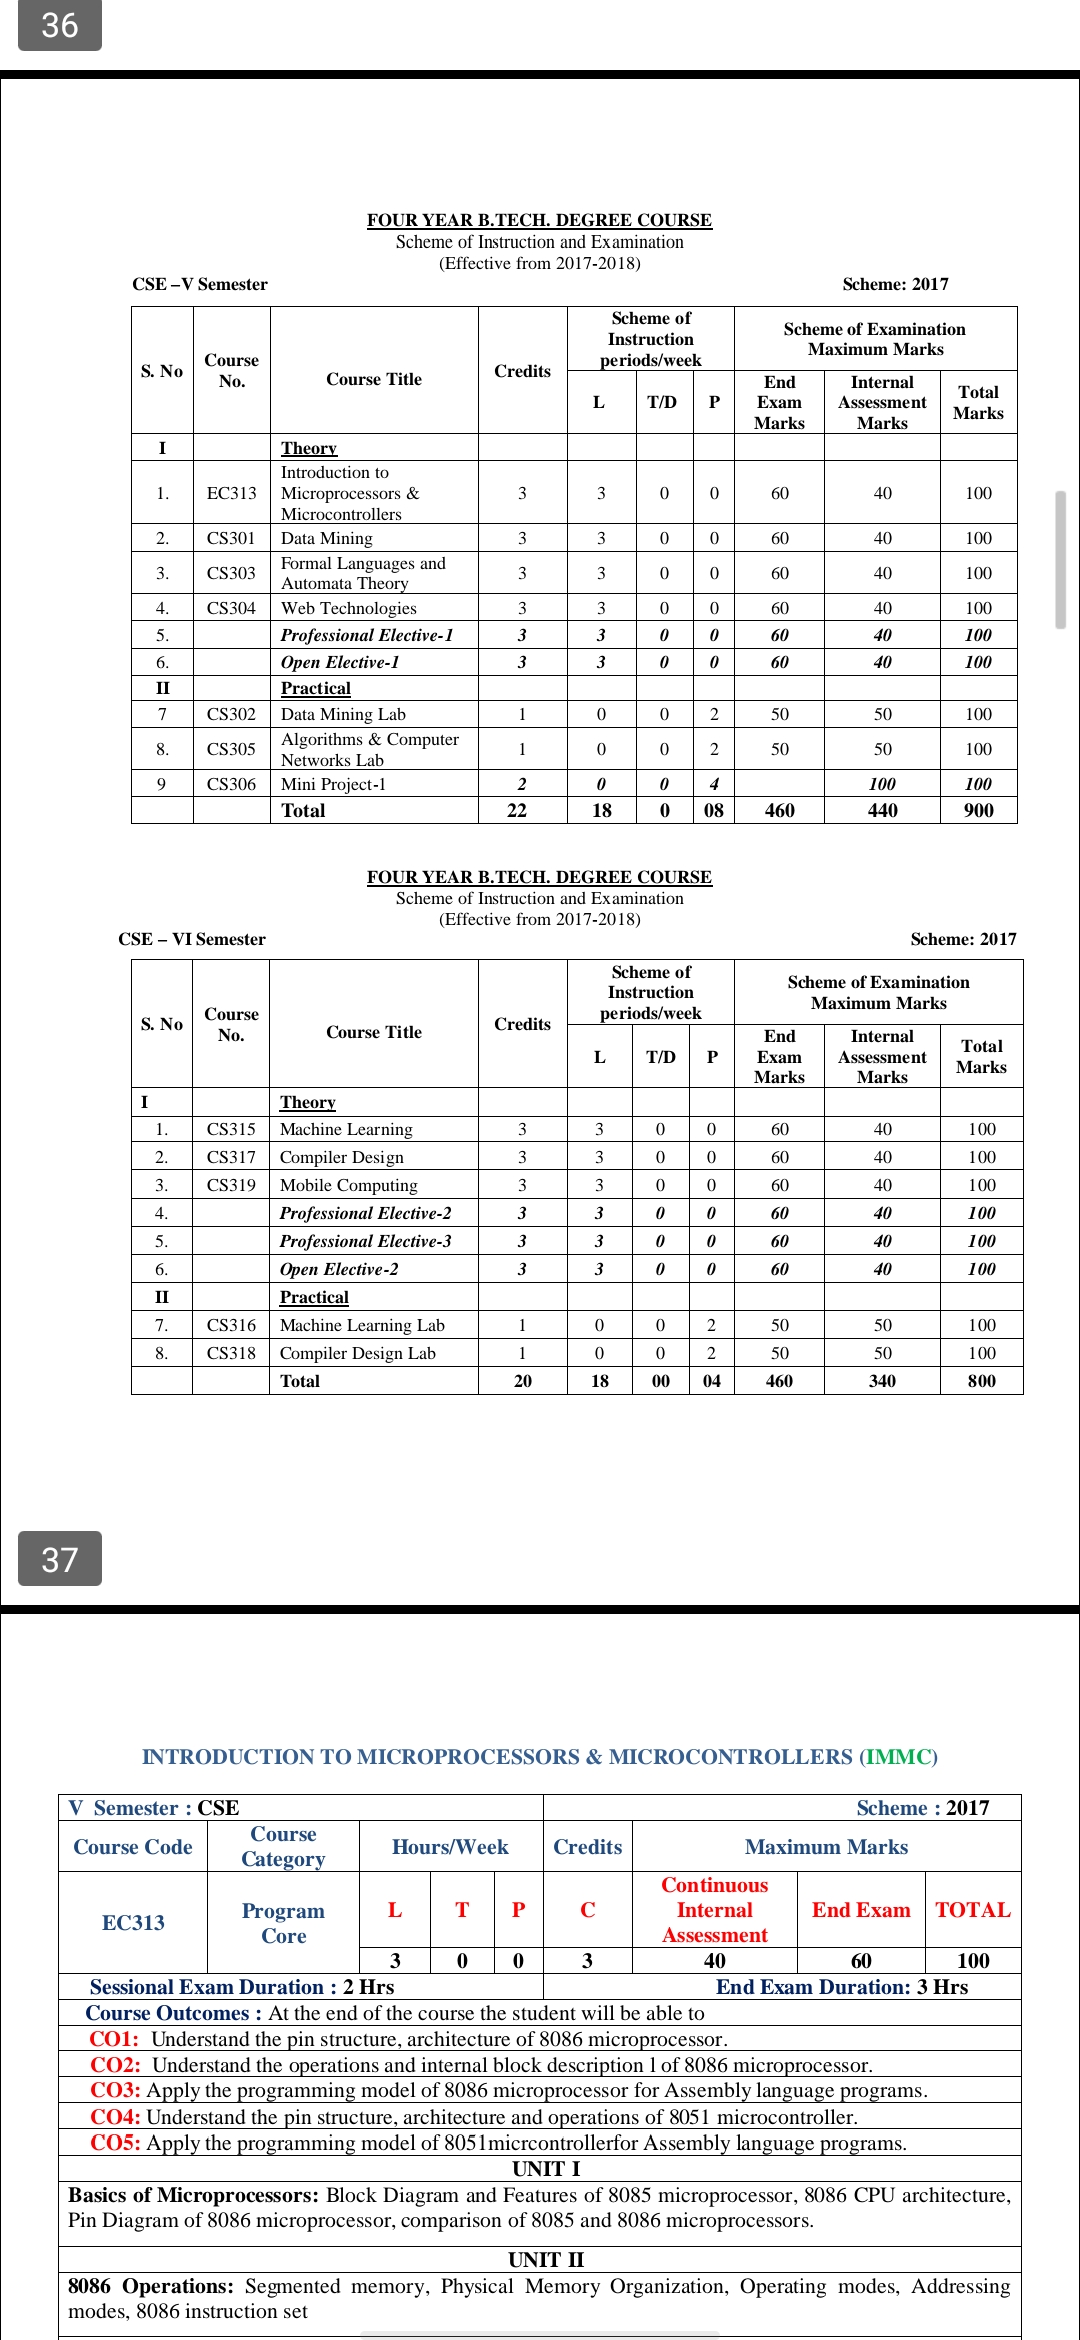 36
FOUR YEAR B.TECH. DEGREE COURSE
Scheme of Instruction and Examination
(Effective from 2017-2018)
CSE –V Semester Scheme: 2017
S. No Course No. Course Title Credits Scheme of Instruction periods/week Scheme of Examination Maximum Marks
L T/D P End Exam Marks Internal Assessment Marks Total Marks
I Theory
1. EC313 Introduction to Microprocessors & Microcontrollers 3 3 0 0 60 40 100
2. CS301 Data Mining 3 3 0 0 60 40 100
3. CS303 Formal Languages and Automata Theory 3 3 0 0 60 40 100
4. CS304 Web Technologies 3 3 0 0 60 40 100
5. Professional Elective-1 3 3 0 0 60 40 100
6. Open Elective-1 3 3 0 0 60 40 100
II Practical
7 CS302 Data Mining Lab 1 0 0 2 50 50 100
8. CS305 Algorithms & Computer Networks Lab 1 0 0 2 50 50 100
9 CS306 Mini Project-1 2 0 0 4 100 100
Total 22 18 0 08 460 440 900
FOUR YEAR B.TECH. DEGREE COURSE
Scheme of Instruction and Examination
(Effective from 2017-2018)
CSE – VI Semester Scheme: 2017
S. No Course No. Course Title Credits Scheme of Instruction periods/week Scheme of Examination Maximum Marks
L T/D P End Exam Marks Internal Assessment Marks Total Marks
I Theory
1. CS315 Machine Learning 3 3 0 0 60 40 100
2. CS317 Compiler Design 3 3 0 0 60 40 100
3. CS319 Mobile Computing 3 3 0 0 60 40 100
4. Professional Elective-2 3 3 0 0 60 40 100
5. Professional Elective-3 3 3 0 0 60 40 100
6. Open Elective-2 3 3 0 0 60 40 100
II Practical
7. CS316 Machine Learning Lab 1 0 0 2 50 50 100
8. CS318 Compiler Design Lab 1 0 0 2 50 50 100
Total 20 18 00 04 460 340 800
37
INTRODUCTION TO MICROPROCESSORS & MICROCONTROLLERS (IMMC)
V Semester : CSE Scheme : 2017
Course Code Course Category Hours/Week Credits Maximum Marks
EC313 Program Core L T P C Continuous Internal Assessment End Exam TOTAL
3 0 0 3 40 60 100
Sessional Exam Duration : 2 Hrs End Exam Duration: 3 Hrs
Course Outcomes : At the end of the course the student will be able to
CO1: Understand the pin structure, architecture of 8086 microprocessor.
CO2: Understand the operations and internal block description l of 8086 microprocessor.
CO3: Apply the programming model of 8086 microprocessor for Assembly language programs.
CO4: Understand the pin structure, architecture and operations of 8051 microcontroller.
CO5: Apply the programming model of 8051micrcontrollerfor Assembly language programs.
UNIT I
Basics of Microprocessors: Block Diagram and Features of 8085 microprocessor, 8086 CPU architecture,
Pin Diagram of 8086 microprocessor, comparison of 8085 and 8086 microprocessors.
UNIT II
8086 Operations: Segmented memory, Physical Memory Organization, Operating modes, Addressing
modes, 8086 instruction set